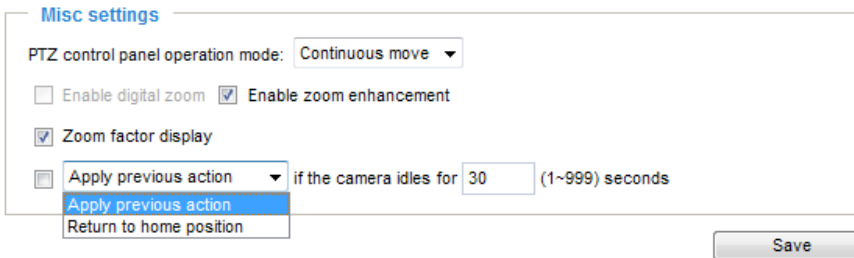 Misc settings
PTZ control panel operation mode: Continuous move
Enable digital zoom Enable zoom enhancement
Zoom factor display
Apply previous action if the camera idles for 30 (1~999) seconds
Apply previous action
Return to home position
Save